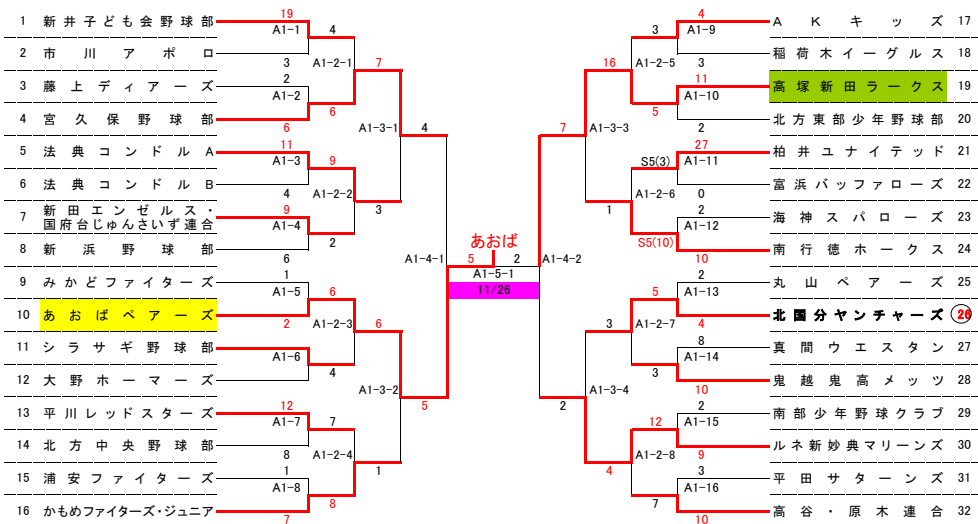 1 新井子ども会野球部
2 市川アポロ
3 藤上ディアーズ
4 宮久保野球部
5 法典コンドルA
6 法典コンドルB
7 新田エンゼルス・
国府台じゅんさいず連合
8 新浜野球部
9 みかどファイターズ
10 あおばペアーズ
11 シラサギ野球部
12 大野ホーマーズ
13 平川レッドスターズ
14 北方中央野球部
15 浦安ファイターズ
16 かもめファイターズ・ジュニア
19
A1-1
3
2
A1-2
6
11
A1-3
4
9
A1-4
6
1
A1-5
2
A1-6
12
A1-7
8
1
A1-8
7
4
A1-2-1
6
9
A1-2-2
2
6
A1-2-3
4
7
A1-2-4
8
7
A1-3-1
3
6
A1-3-2
1
4
A1-4-1
5
あおば
5 2
A1-5-1
11/26
7
A1-4-2
2
16
A1-3-3
1
3
A1-3-4
4
3
A1-2-5
5
S5(3)
A1-2-6
S5(10)
5
A1-2-7
3
12
A1-2-8
7
4
A1-9
3
11
A1-10
2
27
A1-11
0
2
A1-12
10
2
A1-13
4
8
A1-14
10
2
A1-15
9
3
A1-16
10
AKキッズ 17
稲荷木イーグルス 18
高塚新田ラークス 19
北方東部少年野球部 20
柏井ユナイテッド 21
富浜バッファローズ 22
海神スパローズ 23
南行徳ホークス 24
丸山ペアーズ 25
北国分ヤンチャーズ 26
真間ウエスタン 27
鬼越鬼高メッツ 28
南部少年野球クラブ 29
ルネ新妙典マリーンズ 30
平田サターンズ 31
高谷・原木連合 32